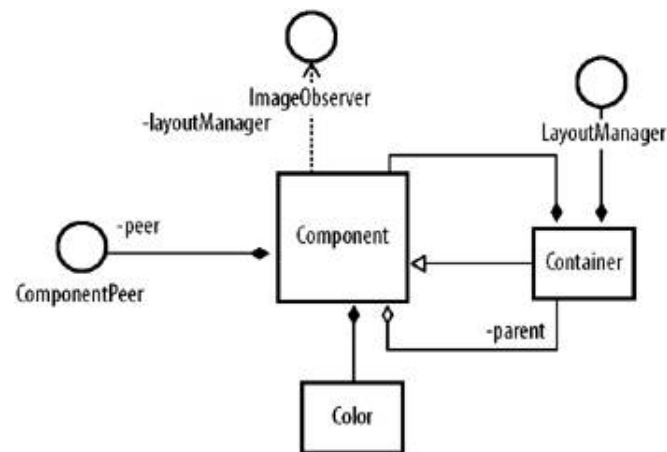 ImageObserver
-layoutManager
LayoutManager
-peer
Component
Container
ComponentPeer
-parent
Color